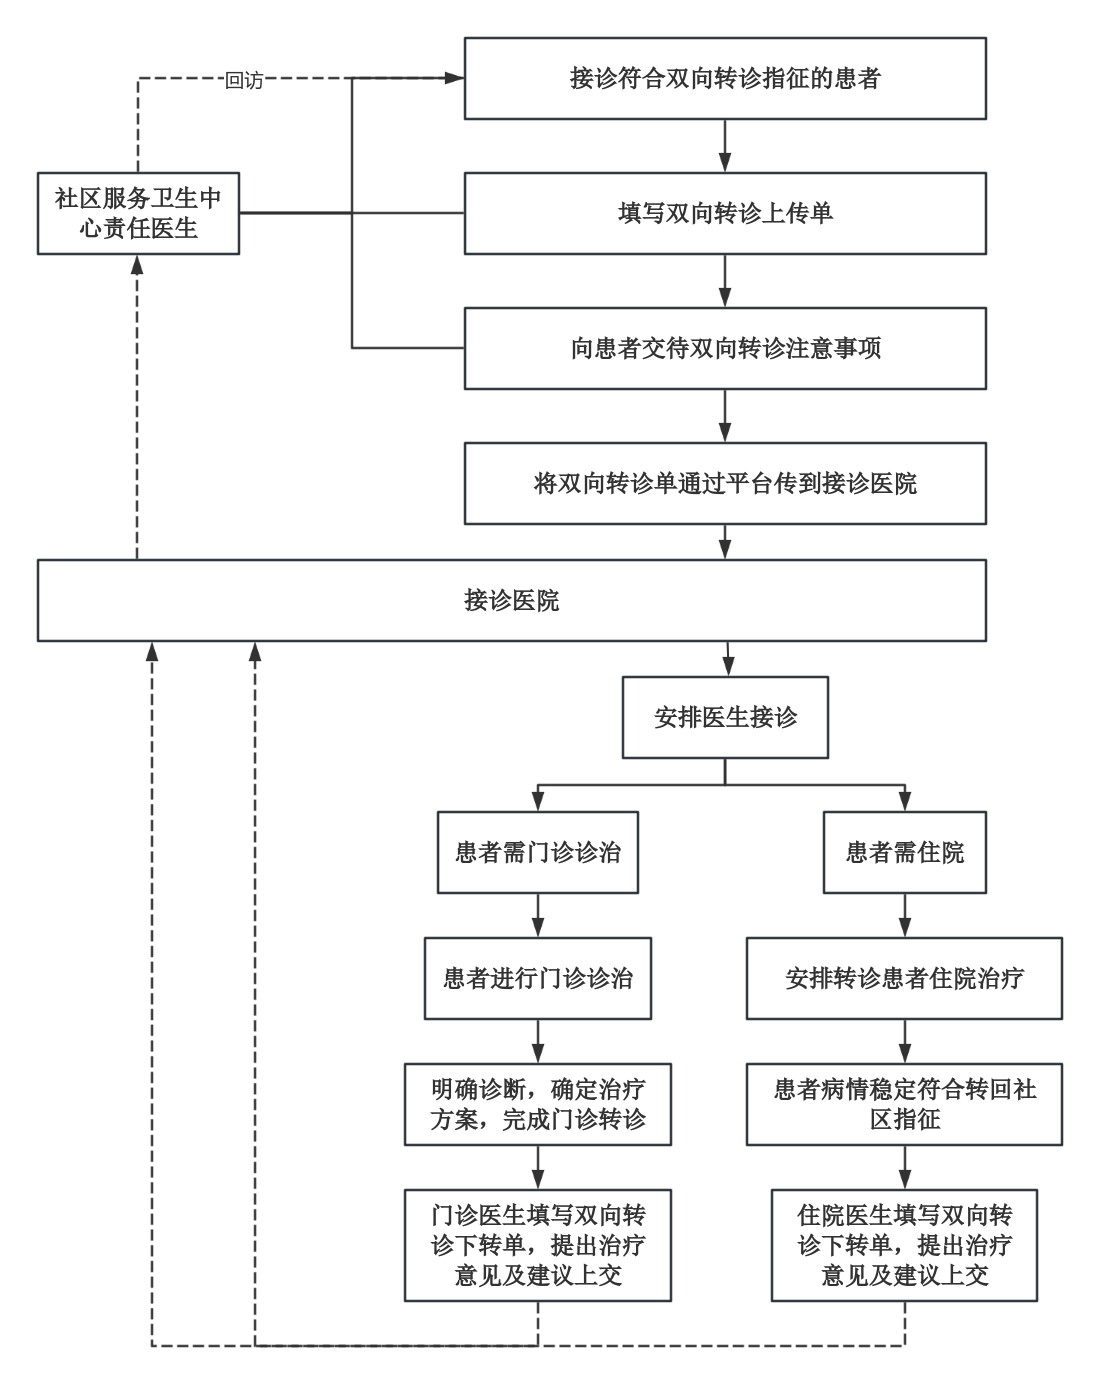 接诊符合双向转诊指征的患者
回访
社区服务卫生中
心责任医生
填写双向转诊上传单
向患者交待双向转诊注意事项
将双向转诊单通过平台传到接诊医院
接诊医院
安排医生接诊
患者需门诊诊治
患者需住院
患者进行门诊诊治
安排转诊患者住院治疗
明确诊断，确定治疗
方案，完成门诊转诊
患者病情稳定符合转回社
区指征
门诊医生填写双向转
诊下转单，提出治疗
意见及建议上交
住院医生填写双向转
诊下转单，提出治疗
意见及建议上交